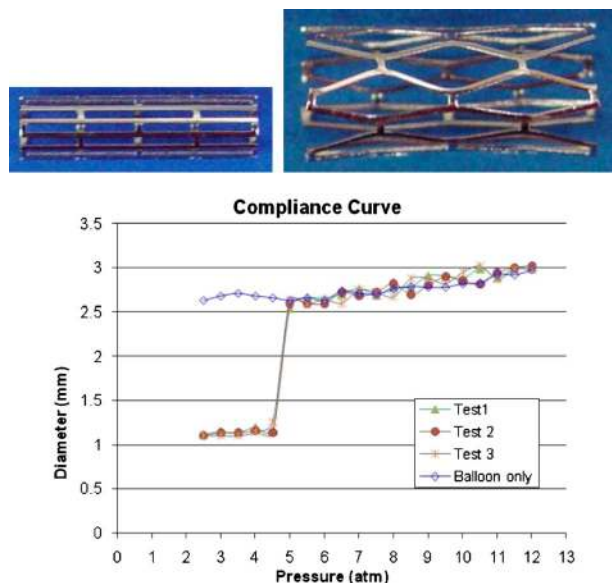 Compliance Curve
3.5
3
2.5
2
1.5
1
0.5
0
Diameter (mm)
Test1
Test 2
Test 3
Balloon only
0 1 2 3 4 5 6 7 8 9 10 11 12 13
Pressure (atm)